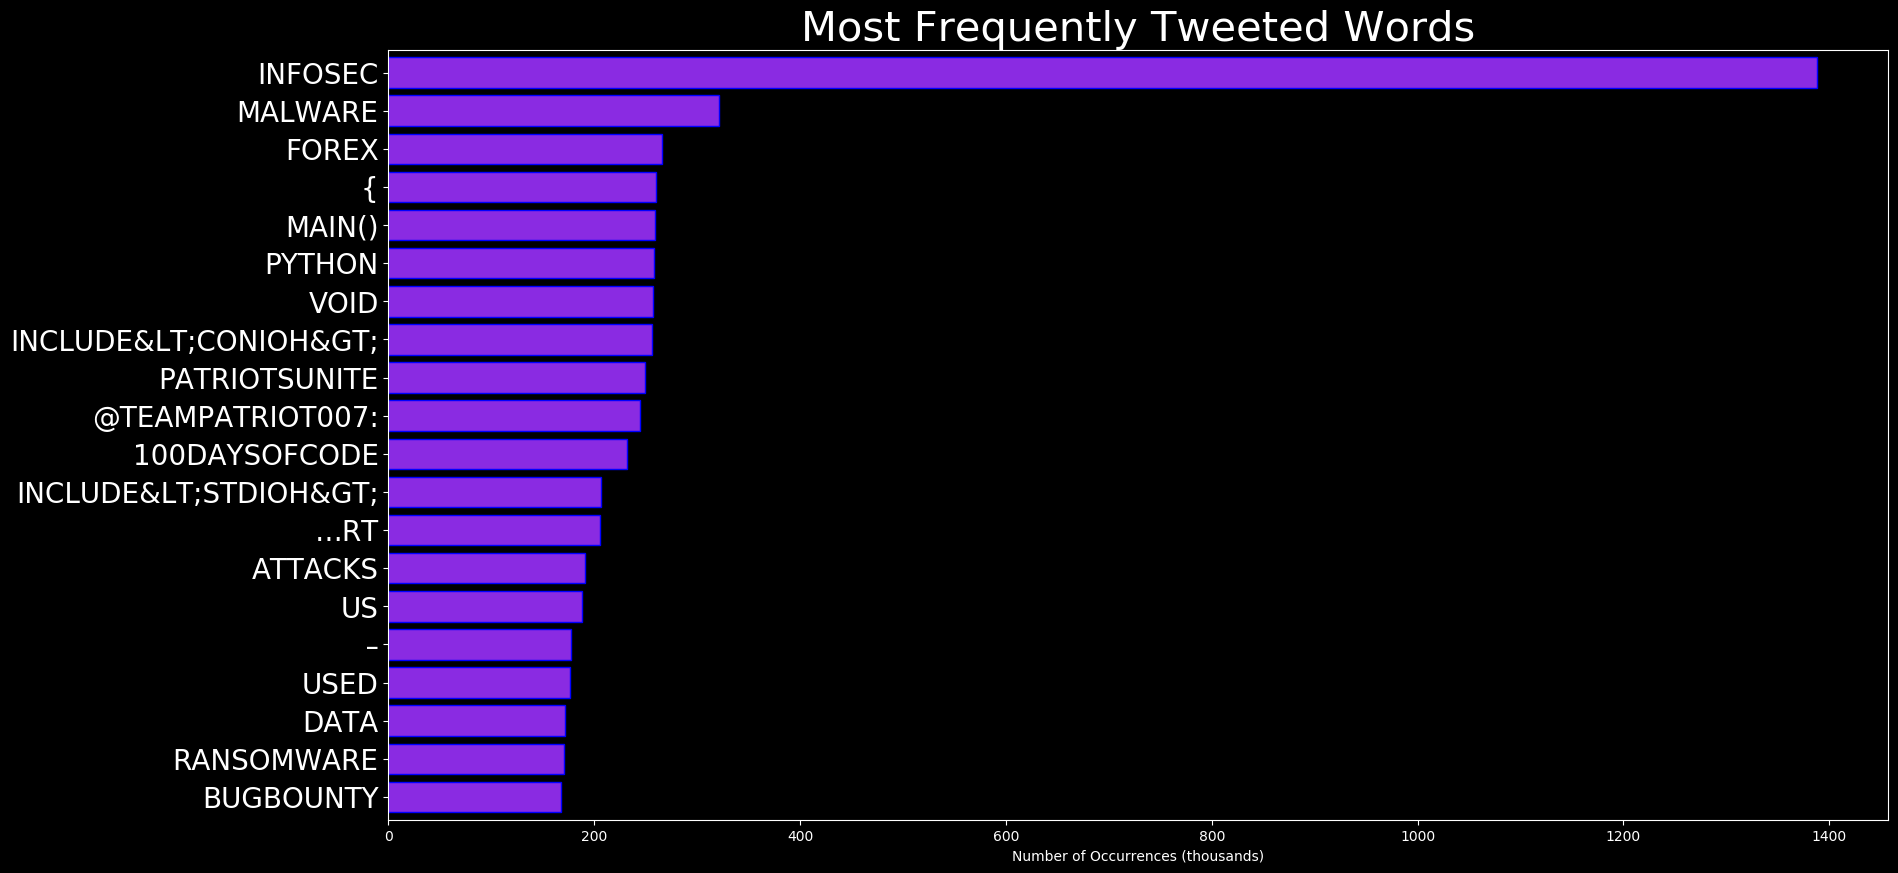 Most Frequently Tweeted Words
INFOSEC
MALWARE
FOREX
{
MAIN()
PYTHON
VOID
INCLUDE&LT;CONIOH&GT;
PATRIOTSUNITE
@TEAMPATRIOT007:
100DAYSOFCODE
INCLUDE&LT;STDIOH&GT;
…RT
ATTACKS
US
–
USED
DATA
RANSOMWARE
BUGBOUNTY
0 200 400 600 800 1000 1200 1400
Number of Occurrences (thousands)